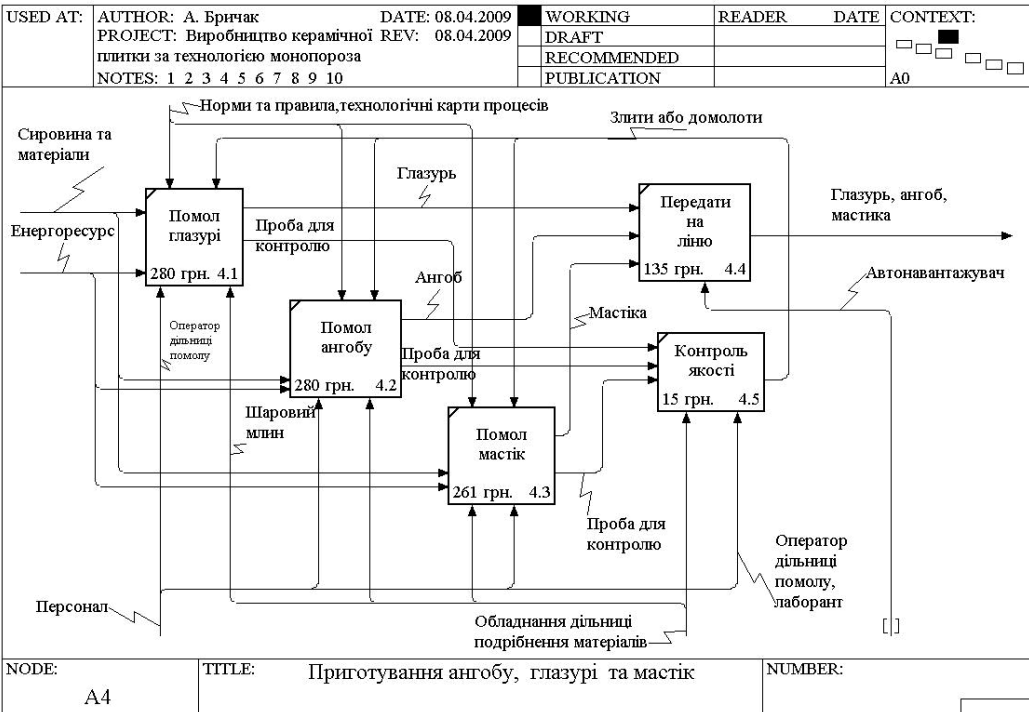 USED AT:
AUTHOR: А. Бричак
DATE: 08.04.2009
PROJECT: Виробництво керамічної
REV: 08.04.2009
плитки за технологією монопороза
NOTES: 1 2 3 4 5 6 7 8 9 10
WORKING
DRAFT
RECOMMENDED
PUBLICATION
READER
DATE
CONTEXT:
A0
Норми та правила,технологічні карти процесів
Злити або домолоти
Сировина та
матеріали
Енергоресурс
Помол
глазурі
280 грн. 4.1
Глазурь
Проба для
контролю
Передати
на
ліню
135 грн. 4.4
Глазурь, ангоб,
мастика
Автонавантажувач
Оператор
дільниці
помолу
Помол
ангобу
280 грн. 4.2
Ангоб
Проба для
контролю
Мастіка
Контроль
якості
15 грн. 4.5
Шаровий
млин
Помол
мастік
261 грн. 4.3
Проба для
контролю
Оператор
дільниці
помолу,
лаборант
Персонал
Обладнання дільниці
подрібнення матеріалів
NODE:
A4
TITLE:
Приготування ангобу, глазурі та мастік
NUMBER: